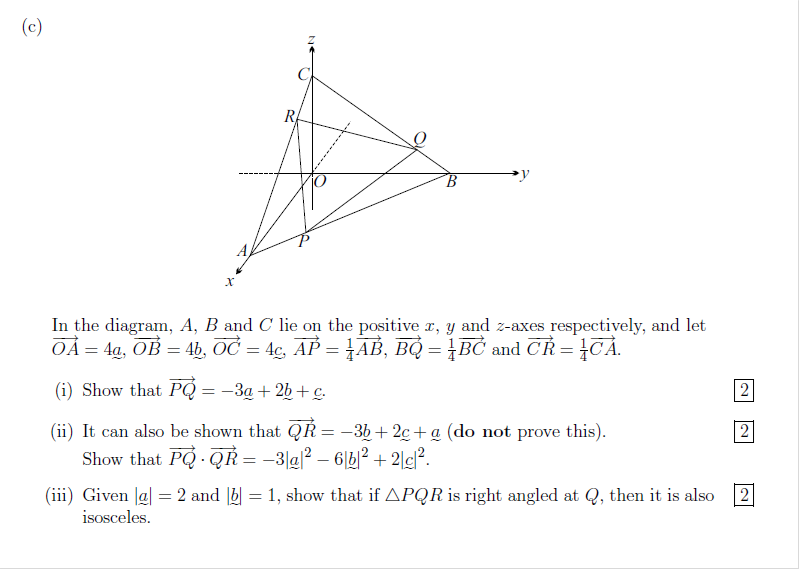 (c)
z
C
R
Q
O
B
y
P
A
x
In the diagram, A, B and C lie on the positive x, y and z-axes respectively, and let
$\overrightarrow{OA} = 4\underset{\sim}{a}$, $\overrightarrow{OB} = 4\underset{\sim}{b}$, $\overrightarrow{OC} = 4\underset{\sim}{c}$, $\overrightarrow{AP} = \frac{1}{4}\overrightarrow{AB}$, $\overrightarrow{BQ} = \frac{1}{4}\overrightarrow{BC}$ and $\overrightarrow{CR} = \frac{1}{4}\overrightarrow{CA}$.
(i) Show that $\overrightarrow{PQ} = -3\underset{\sim}{a} + 2\underset{\sim}{b} + \underset{\sim}{c}$. 2
(ii) It can also be shown that $\overrightarrow{QR} = -3\underset{\sim}{b} + 2\underset{\sim}{c} + \underset{\sim}{a}$ (do not prove this). 2
Show that $\overrightarrow{PQ} \cdot \overrightarrow{QR} = -3|\underset{\sim}{a}|^2 - 6|\underset{\sim}{b}|^2 + 2|\underset{\sim}{c}|^2$.
(iii) Given $|\underset{\sim}{a}| = 2$ and $|\underset{\sim}{b}| = 1$, show that if △PQR is right angled at Q, then it is also 2
isosceles.